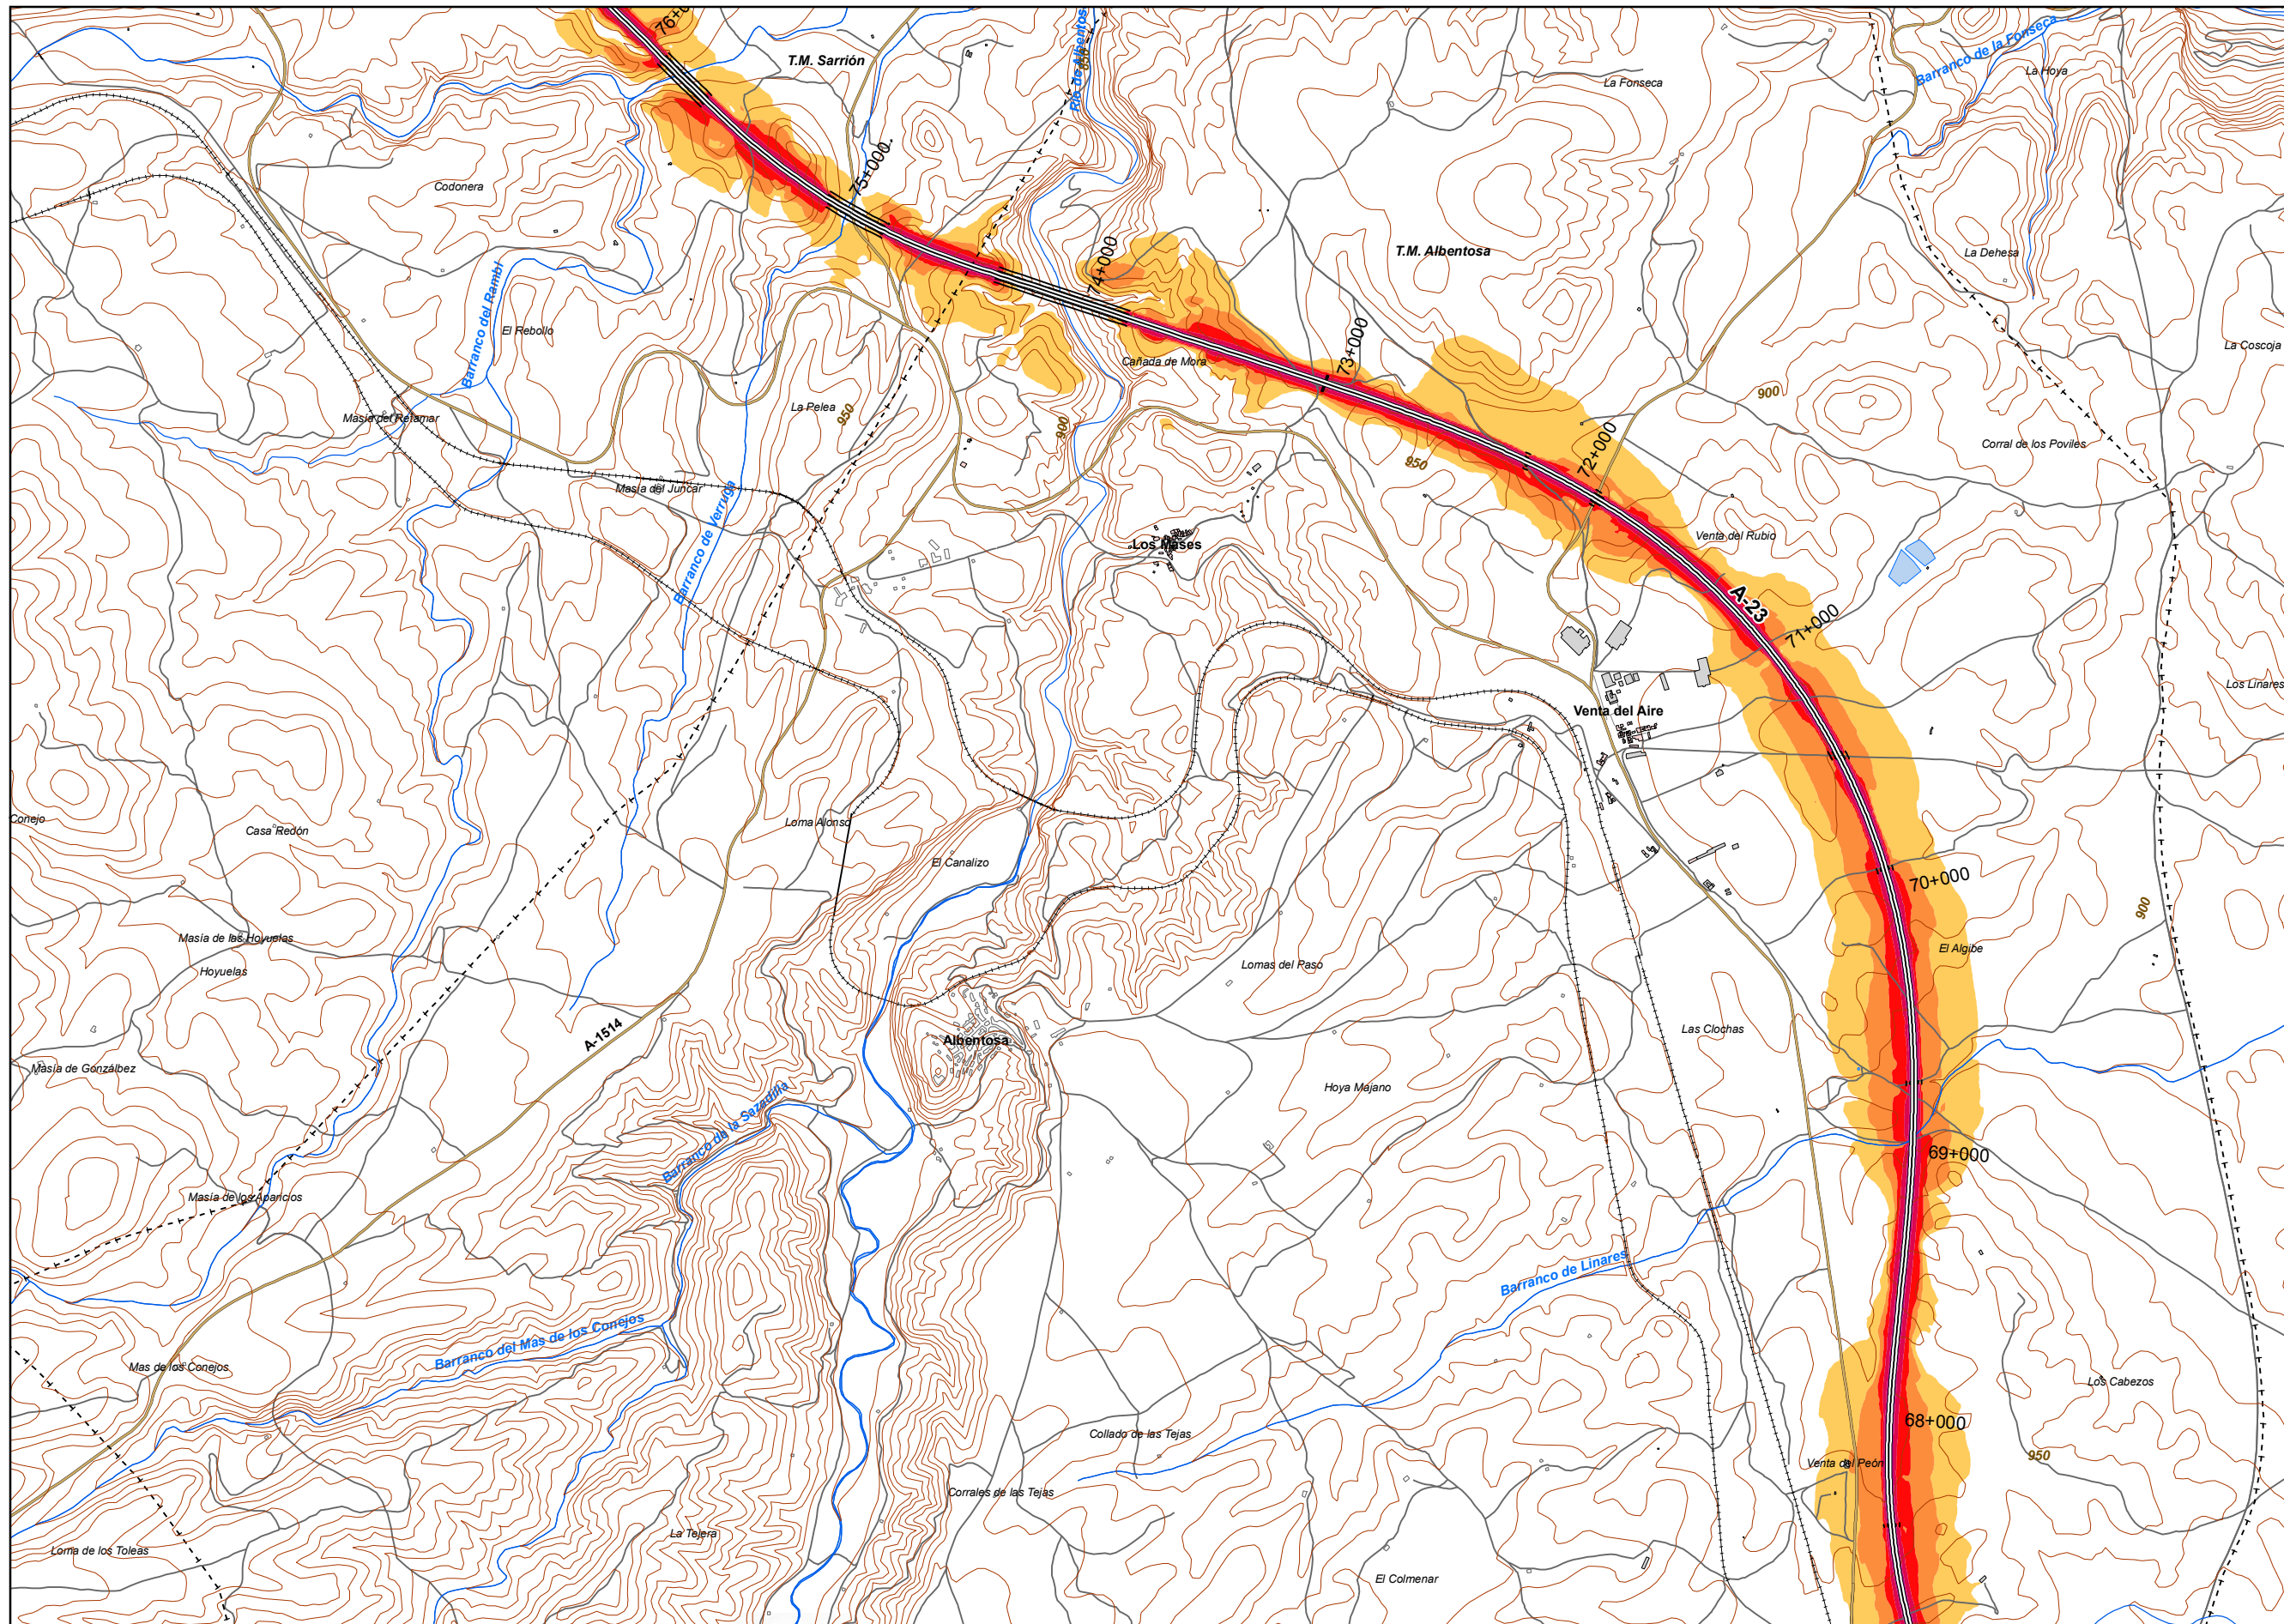 76+0
T.M. Sarrión
Río de Albentosa
850
La Fonseca
Barranco de la Fonseca
La Hoya
Codonera
75+000
74+000
T.M. Albentosa
La Dehesa
Barranco del Rambl
El Rebollo
Cañada de Mora
73+000
La Coscoja
Masía del Retamar
La Pelea
950
900
950
900
72+000
Corral de los Poviles
Masía del Juncar
Barranco de Verruga
Los Mases
Venta del Rubio
A-23
71+000
Los Linares
Venta del Aire
Conejo
Casa Redón
Loma Alonso
El Canalizo
70+000
900
Masía de las Hoyuelas
Hoyuelas
Lomas del Paso
El Algibe
A-1514
Albentosa
Las Clochas
Masía de Gonzálbez
Hoya Majano
Barranco de la Sazadilla
69+000
Masía de los Aparicios
Barranco de Linares
Barranco del Mas de los Conejos
Mas de los Conejos
Los Cabezos
68+000
Collado de las Tejas
Venta del Peón
950
Corrales de las Tejas
La Tejera
Loma de los Toleas
El Colmenar